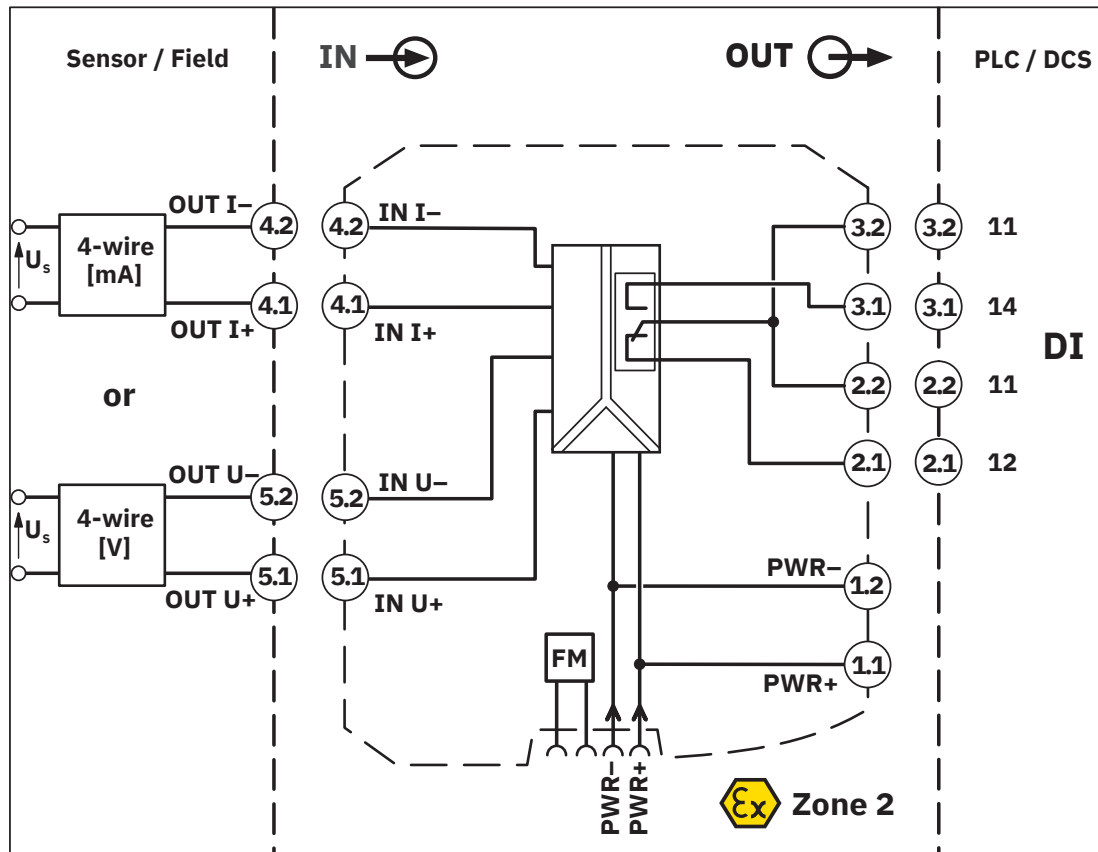 Sensor / Field
IN
OUT
PLC / DCS
OUT I–
4.2
4.2
IN I–
3.2
3.2
11
Us
4-wire
[mA]
4.1
4.1
3.1
3.1
14
OUT I+
IN I+
DI
or
2.2
2.2
11
2.1
2.1
12
OUT U–
5.2
5.2
IN U–
Us
4-wire
[V]
5.1
5.1
OUT U+
IN U+
PWR–
1.2
FM
1.1
PWR+
PWR–
PWR+
Ex
Zone 2